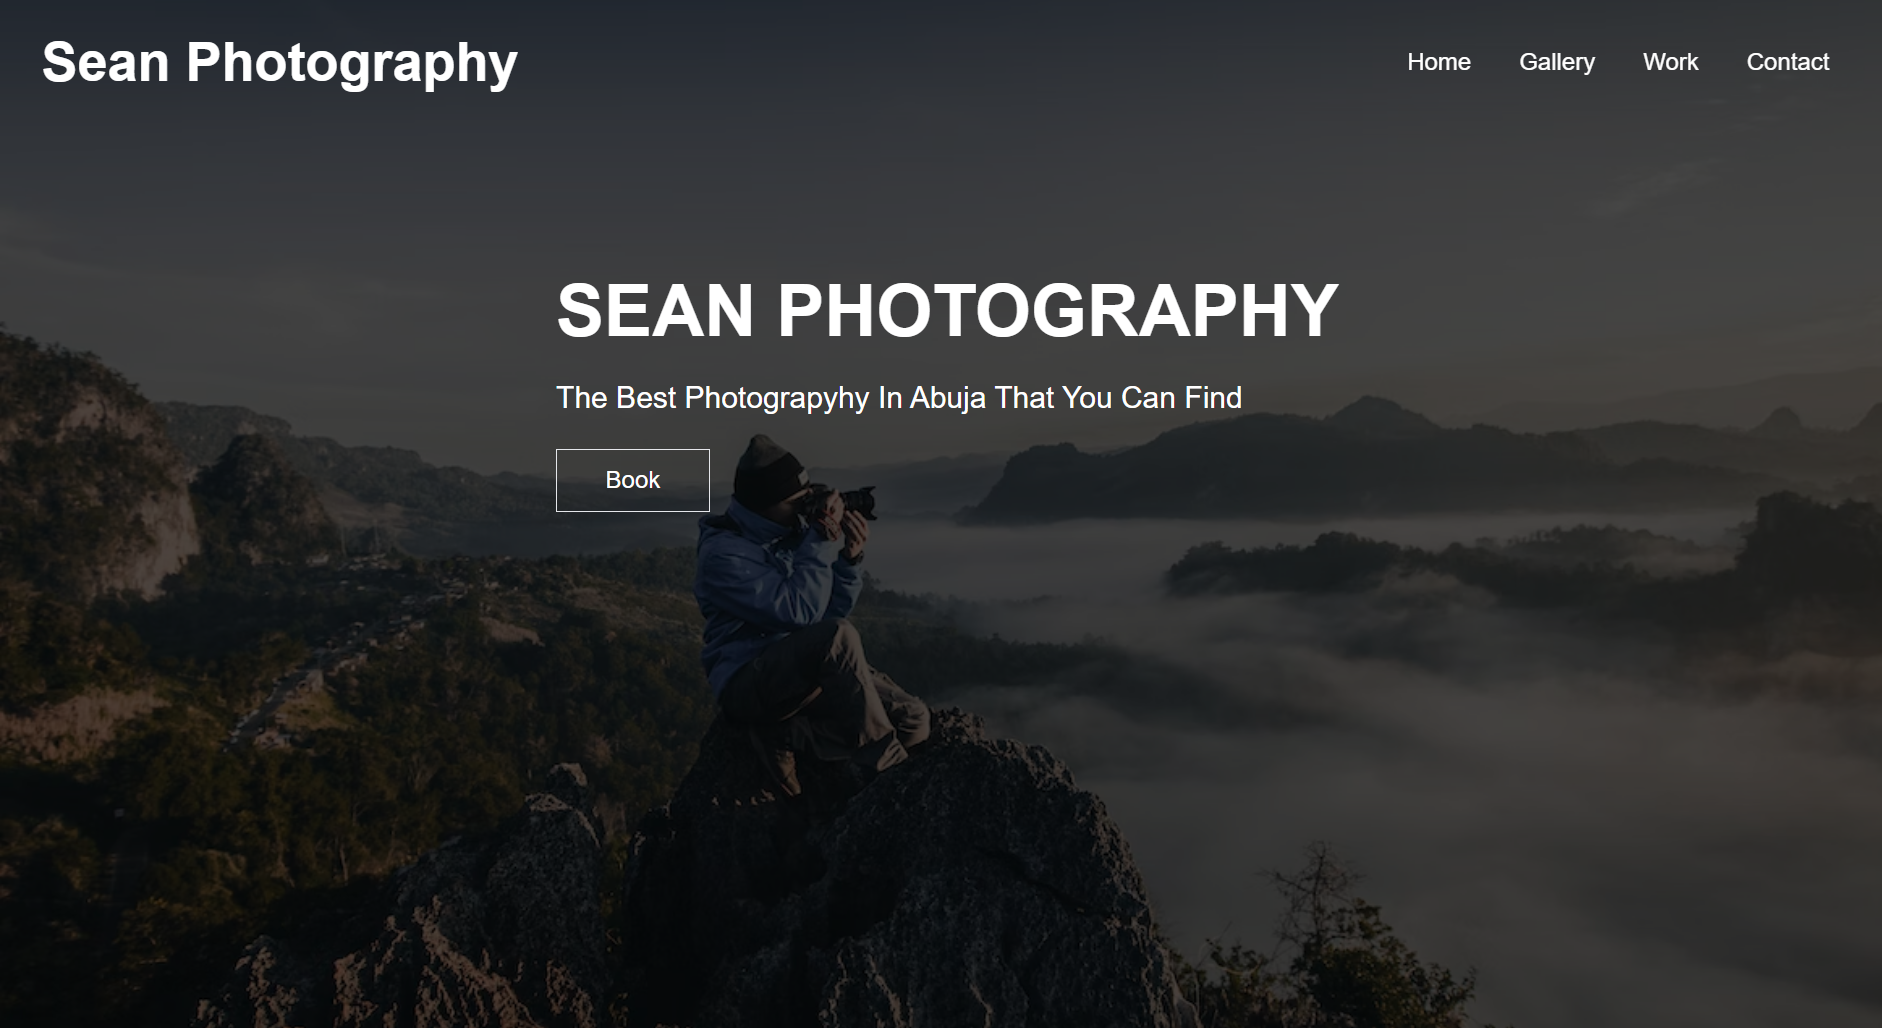 Sean Photography
Home Gallery Work Contact
SEAN PHOTOGRAPHY
The Best Photograpyhy In Abuja That You Can Find
Book